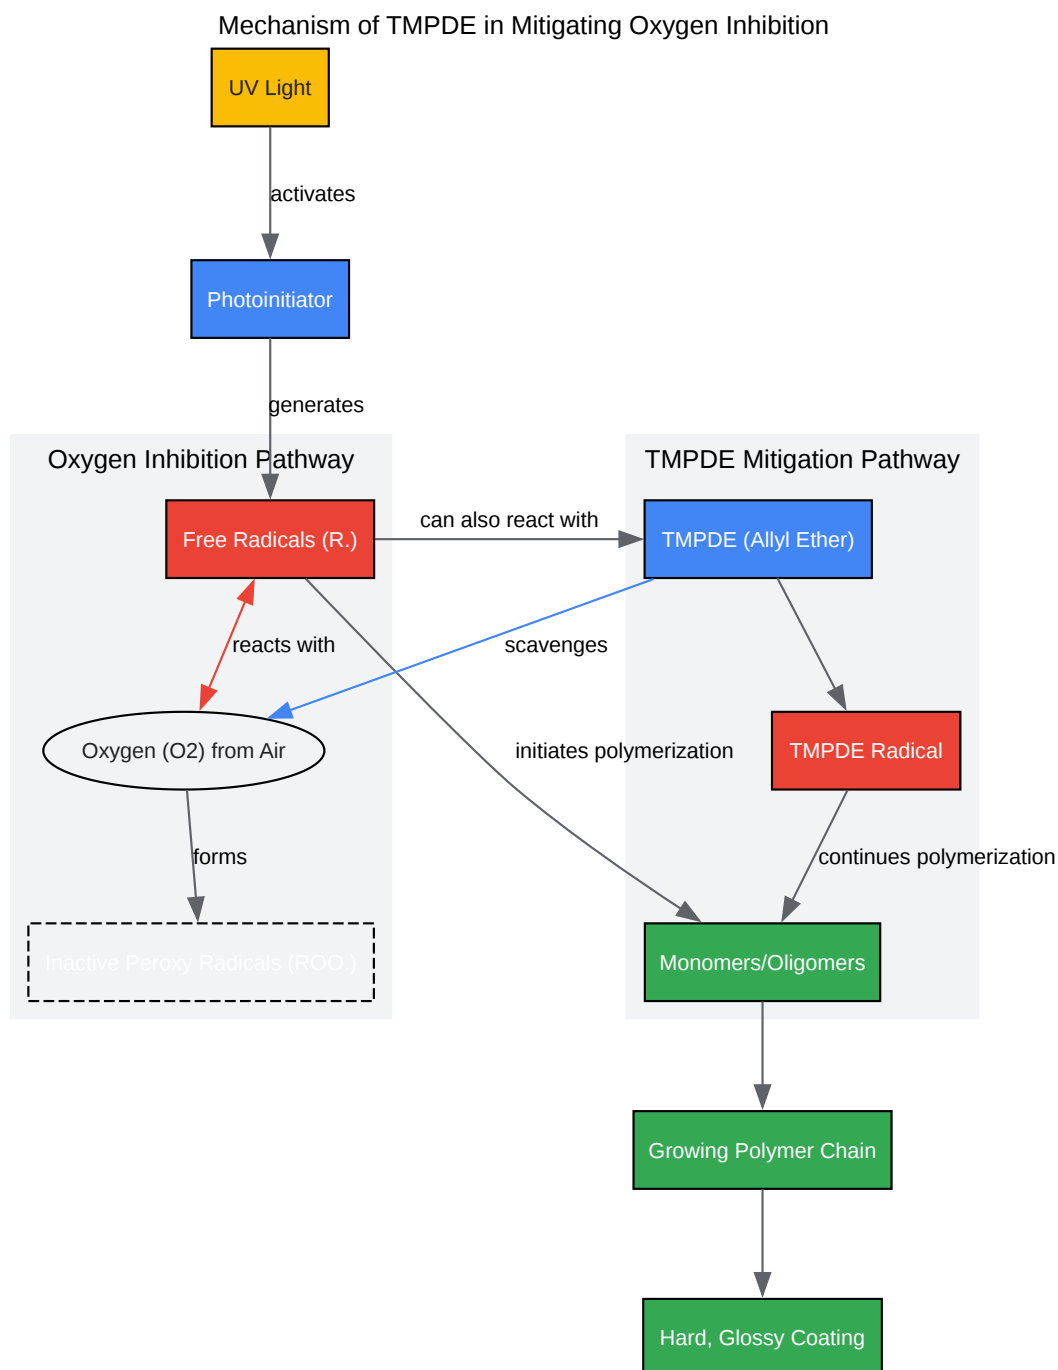 Mechanism of TMPDE in Mitigating Oxygen Inhibition
UV Light
activates
Photoinitiator
generates
Oxygen Inhibition Pathway
TMPDE Mitigation Pathway
Free Radicals (R.)
can also react with
TMPDE (Allyl Ether)
reacts with
scavenges
Oxygen (O2) from Air
initiates polymerization
TMPDE Radical
forms
continues polymerization
Inactive Peroxy Radicals (ROO.)
Monomers/Oligomers
Growing Polymer Chain
Hard, Glossy Coating